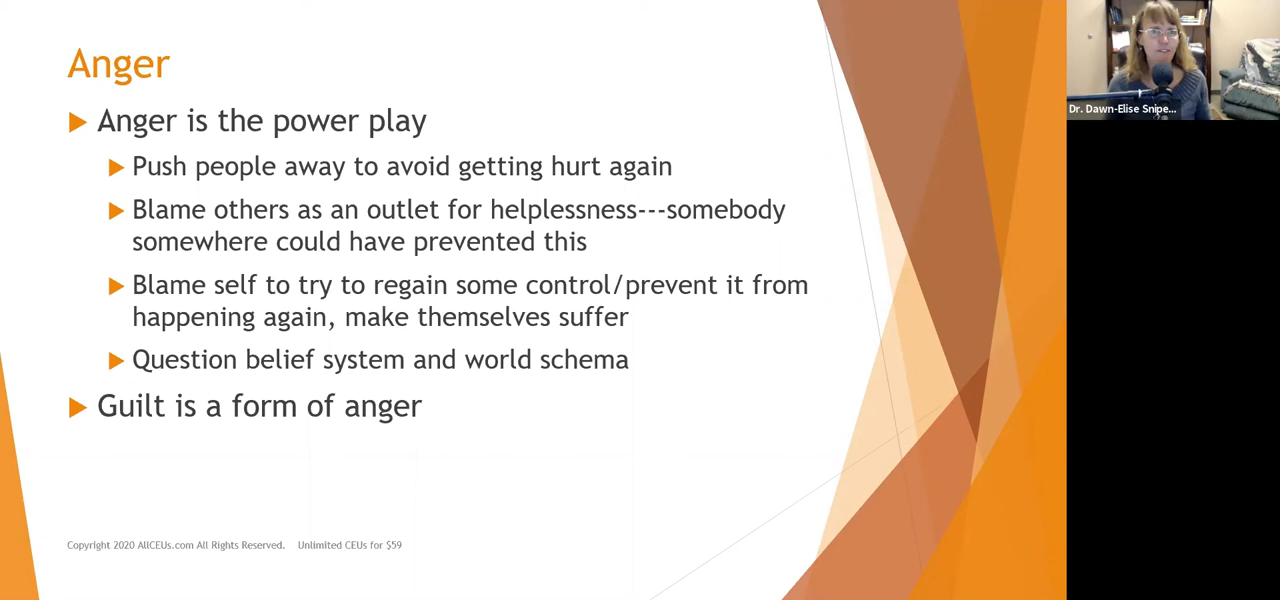 Anger
Anger is the power play
Push people away to avoid getting hurt again
Blame others as an outlet for helplessness---somebody
somewhere could have prevented this
Blame self to try to regain some control/prevent it from
happening again, make themselves suffer
Question belief system and world schema
Guilt is a form of anger
Copyright 2020 AllCEUs.com All Rights Reserved. Unlimited CEUs for $59
Dr. Dawn-Elise Snipe...